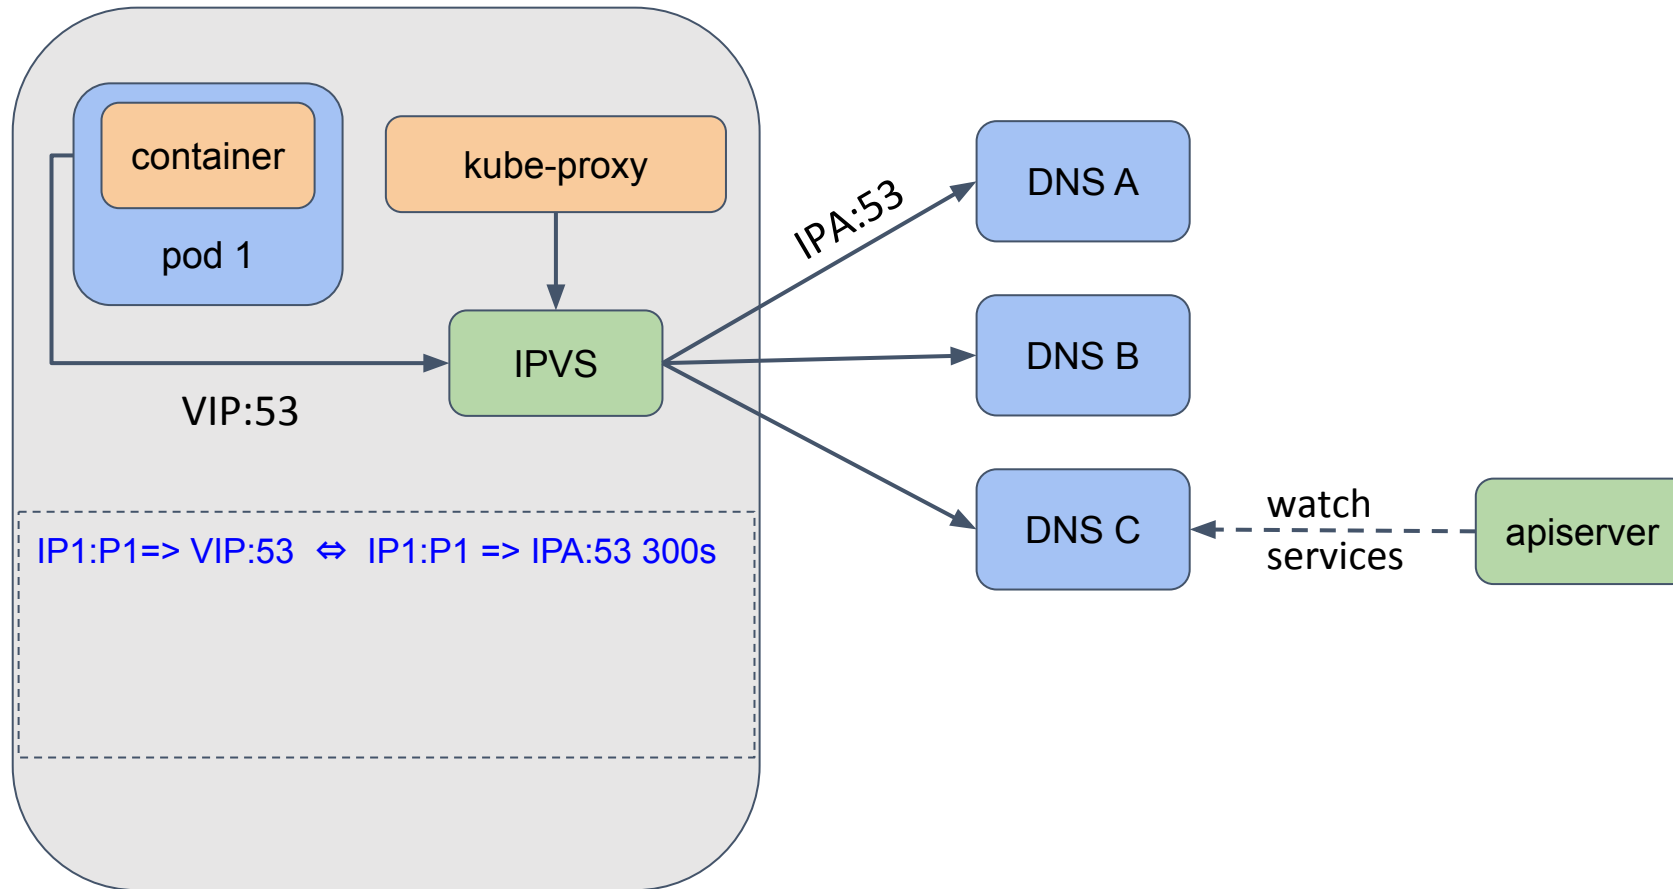 container
pod 1
kube-proxy
IPVS
VIP:53
IPA:53
DNS A
DNS B
DNS C
watch
services
apiserver
IP1:P1=> VIP:53 ⇔ IP1:P1 => IPA:53 300s